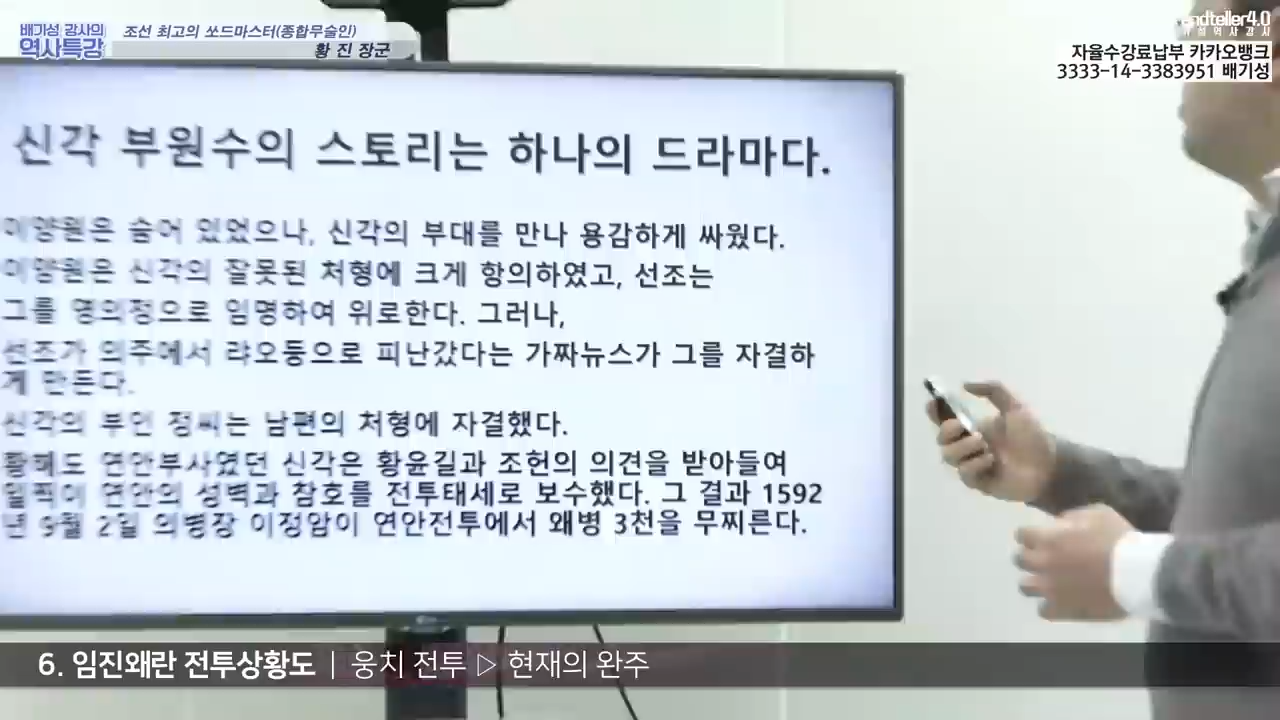 배기성 강사의
역사특강
조선 최고의 쏘드마스터(종합무술인)
황 진 장군
endteller4.0
자율수강료납부 카카오뱅크
3333-14-3383951 배기성
신각 부원수의 스토리는 하나의 드라마다.
이양원은 숨어 있었으나, 신각의 부대를 만나 용감하게 싸웠다.
이양원은 신각의 잘못된 처형에 크게 항의하였고, 선조는
그를 영의정으로 임명하여 위로한다. 그러나,
선조가 의주에서 랴오둥으로 피난갔다는 가짜뉴스가 그를 자결하
게 만든다.
신각의 부인 정씨는 남편의 처형에 자결했다.
황해도 연안부사였던 신각은 황윤길과 조헌의 의견을 받아들여
일찍이 연안의 성벽과 참호를 전투태세로 보수했다. 그 결과 1592
년 9월 2일 의병장 이정암이 연안전투에서 왜병 3천을 무찌른다.
6. 임진왜란 전투상황도 | 웅치 전투 ▷ 현재의 완주